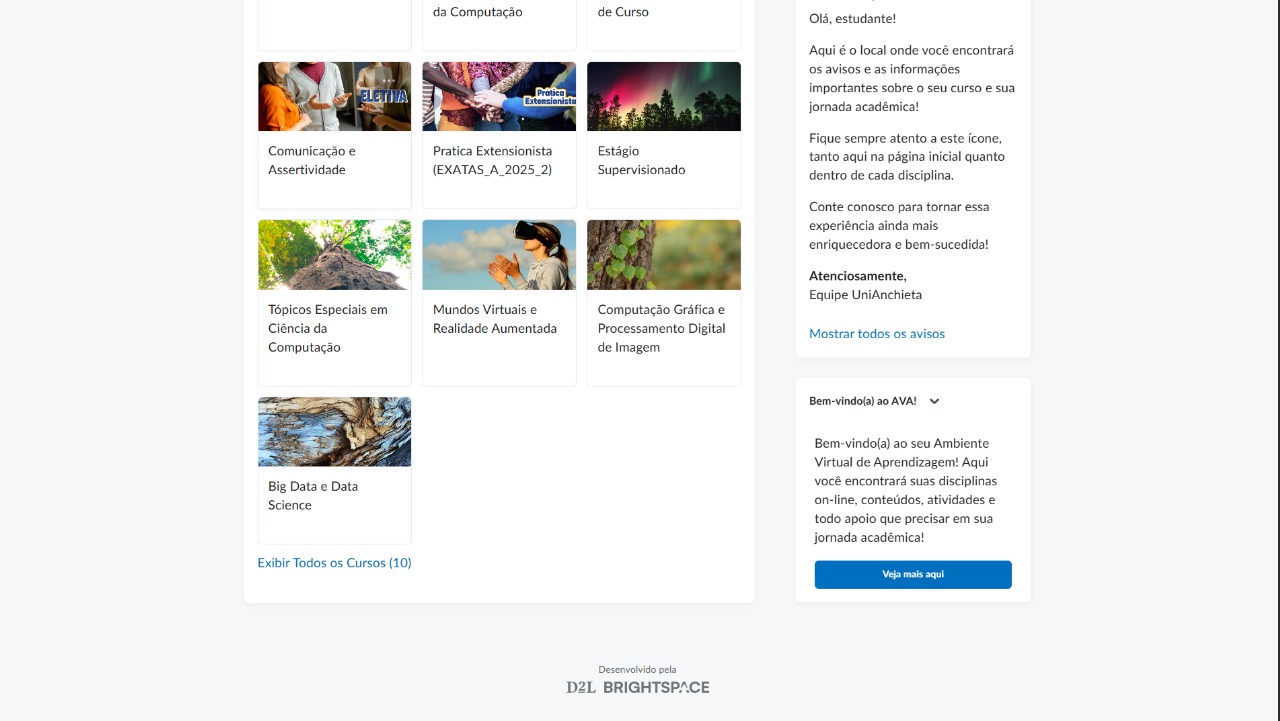 da Computação
de Curso
ELETIVA
Prática
Extensionista
Comunicação e
Assertividade
Pratica Extensionista
(EXATAS_A_2025_2)
Estágio
Supervisionado
Tópicos Especiais em
Ciência da
Computação
Mundos Virtuais e
Realidade Aumentada
Computação Gráfica e
Processamento Digital
de Imagem
Big Data e Data
Science
Exibir Todos os Cursos (10)
Olá, estudante!
Aqui é o local onde você encontrará
os avisos e as informações
importantes sobre o seu curso e sua
jornada acadêmica!
Fique sempre atento a este ícone,
tanto aqui na página inicial quanto
dentro de cada disciplina.
Conte conosco para tornar essa
experiência ainda mais
enriquecedora e bem-sucedida!
Atenciosamente,
Equipe UniAnchieta
Mostrar todos os avisos
Bem-vindo(a) ao AVA!
Bem-vindo(a) ao seu Ambiente
Virtual de Aprendizagem! Aqui
você encontrará suas disciplinas
on-line, conteúdos, atividades e
todo apoio que precisar em sua
jornada acadêmica!
Veja mais aqui
Desenvolvido pela
D2L BRIGHTSPACE